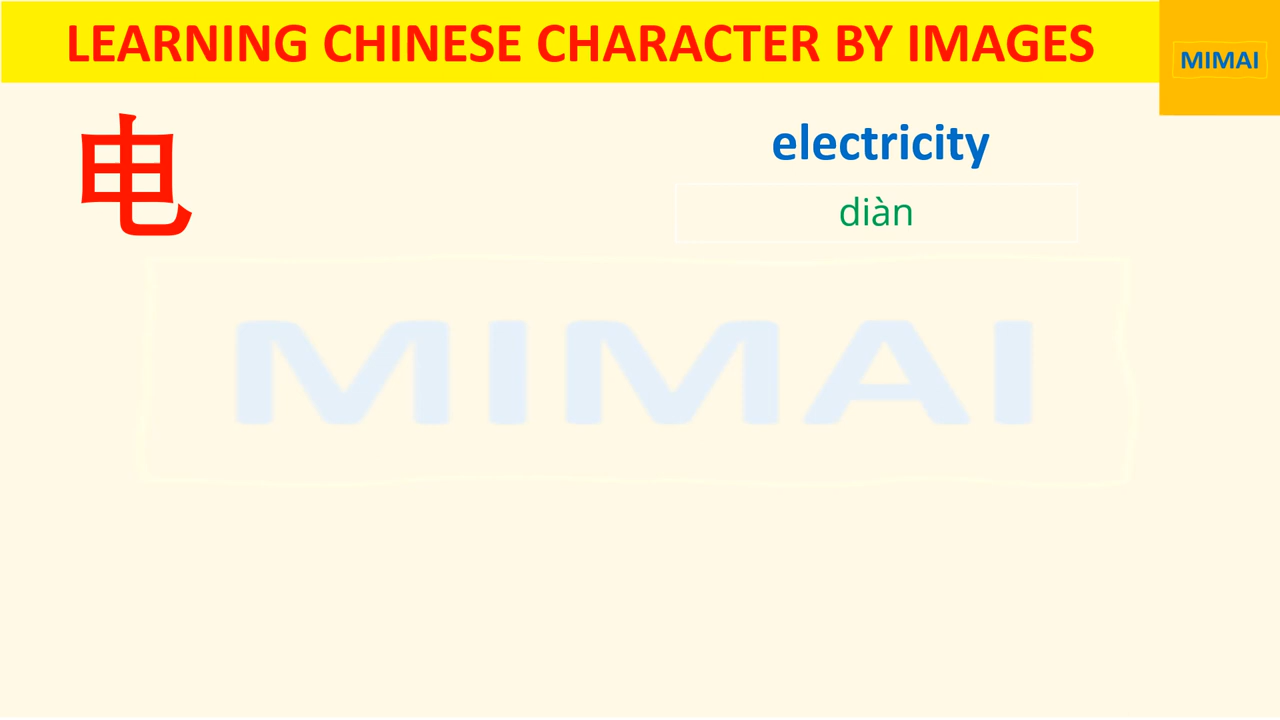 LEARNING CHINESE CHARACTER BY IMAGES
MIMAI
电
electricity
diàn
MIMAI